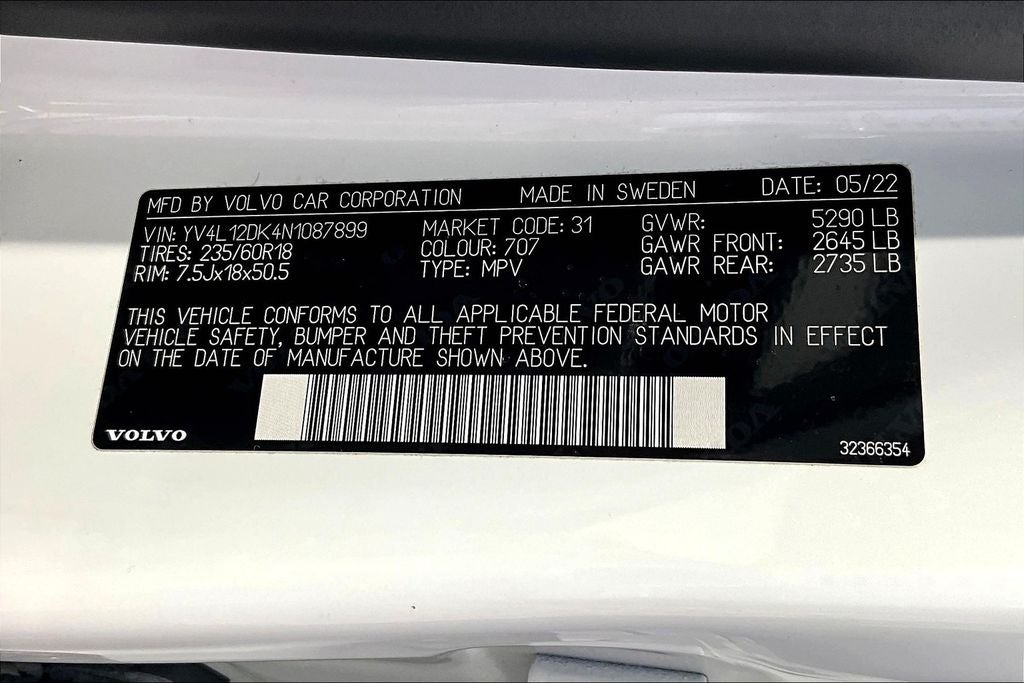 MFD BY VOLVO CAR CORPORATION MADE IN SWEDEN DATE: 05/22
VIN: YV4L12DK4N1087899 MARKET CODE: 31 GVWR: 5290 LB
TIRES: 235/60R18 COLOUR: 707 GAWR FRONT: 2645 LB
RIM: 7.5Jx18x50.5 TYPE: MPV GAWR REAR: 2735 LB
THIS VEHICLE CONFORMS TO ALL APPLICABLE FEDERAL MOTOR
VEHICLE SAFETY, BUMPER AND THEFT PREVENTION STANDARDS IN EFFECT
ON THE DATE OF MANUFACTURE SHOWN ABOVE.
VOLVO 32366354